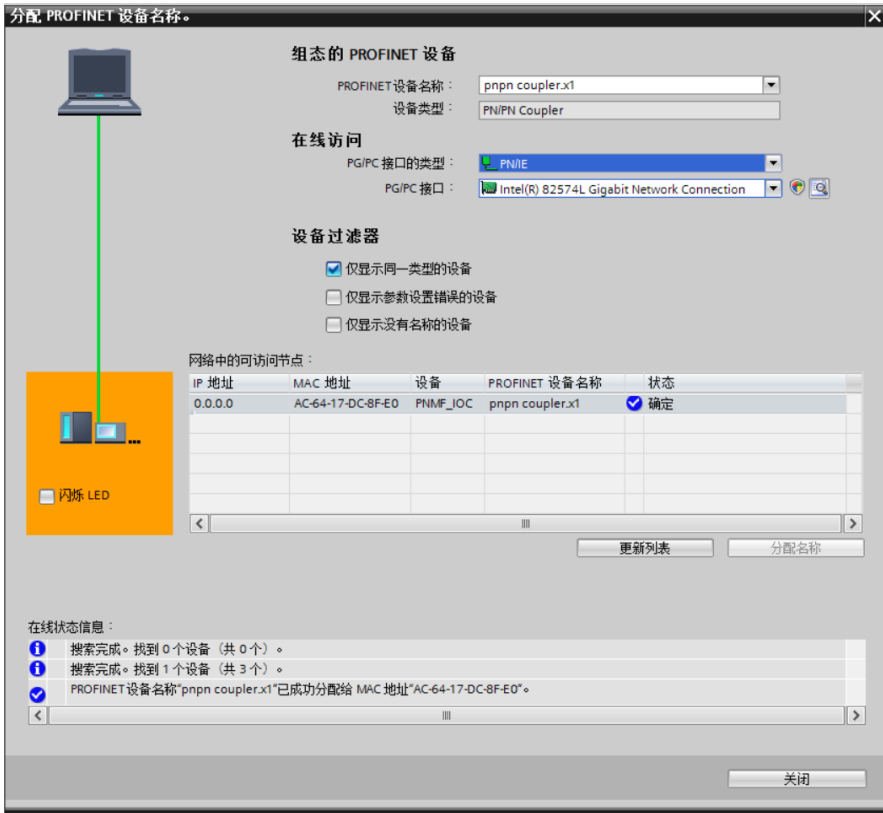 分配 PROFINET 设备名称。
组态的 PROFINET 设备
PROFINET设备名称： pnpn coupler.x1
设备类型： PN/PN Coupler
在线访问
PG/PC 接口的类型： PN/IE
PG/PC 接口： Intel(R) 82574L Gigabit Network Connection
设备过滤器
仅显示同一类型的设备
仅显示参数设置错误的设备
仅显示没有名称的设备
网络中的可访问节点：
IP 地址 MAC 地址 设备 PROFINET 设备名称 状态
0.0.0.0 AC-64-17-DC-8F-E0 PNMF_IOC pnpn coupler.x1 确定
闪烁 LED
更新列表 分配名称
在线状态信息：
搜索完成。找到 0 个设备（共 0 个）。
搜索完成。找到 1 个设备（共 3 个）。
PROFINET设备名称"pnpn coupler.x1"已成功分配给 MAC 地址"AC-64-17-DC-8F-E0"。
关闭